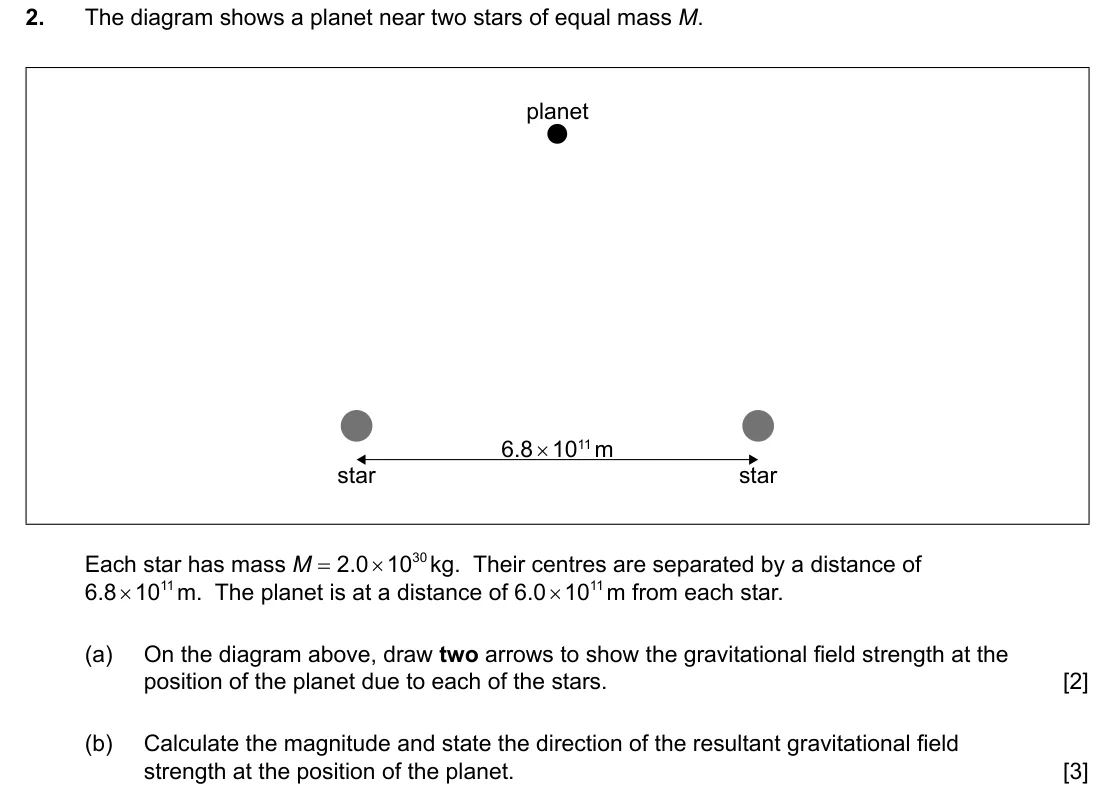 2. The diagram shows a planet near two stars of equal mass M.
planet
6.8 × 10¹¹ m
star star
Each star has mass M = 2.0 × 10³⁰ kg. Their centres are separated by a distance of
6.8 × 10¹¹ m. The planet is at a distance of 6.0 × 10¹¹ m from each star.
(a) On the diagram above, draw two arrows to show the gravitational field strength at the
position of the planet due to each of the stars. [2]
(b) Calculate the magnitude and state the direction of the resultant gravitational field
strength at the position of the planet. [3]